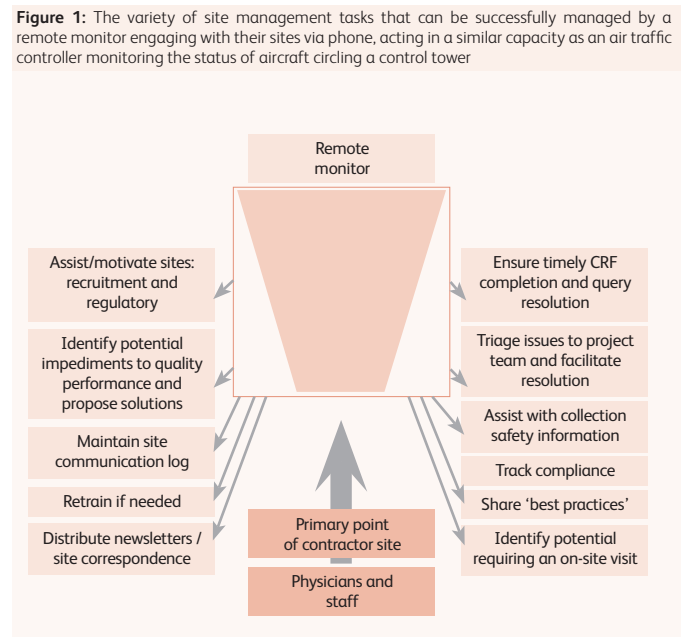 Figure 1: The variety of site management tasks that can be successfully managed by a
remote monitor engaging with their sites via phone, acting in a similar capacity as an air traffic
controller monitoring the status of aircraft circling a control tower
Remote
monitor
Assist/motivate sites:
recruitment and
regulatory
Identify potential
impediments to quality
performance and
propose solutions
Maintain site
communication log
Retrain if needed
Distribute newsletters /
site correspondence
Ensure timely CRF
completion and query
resolution
Triage issues to project
team and facilitate
resolution
Assist with collection
safety information
Track compliance
Share ‘best practices’
Identify potential
requiring an on-site visit
Primary point
of contractor site
Physicians and
staff